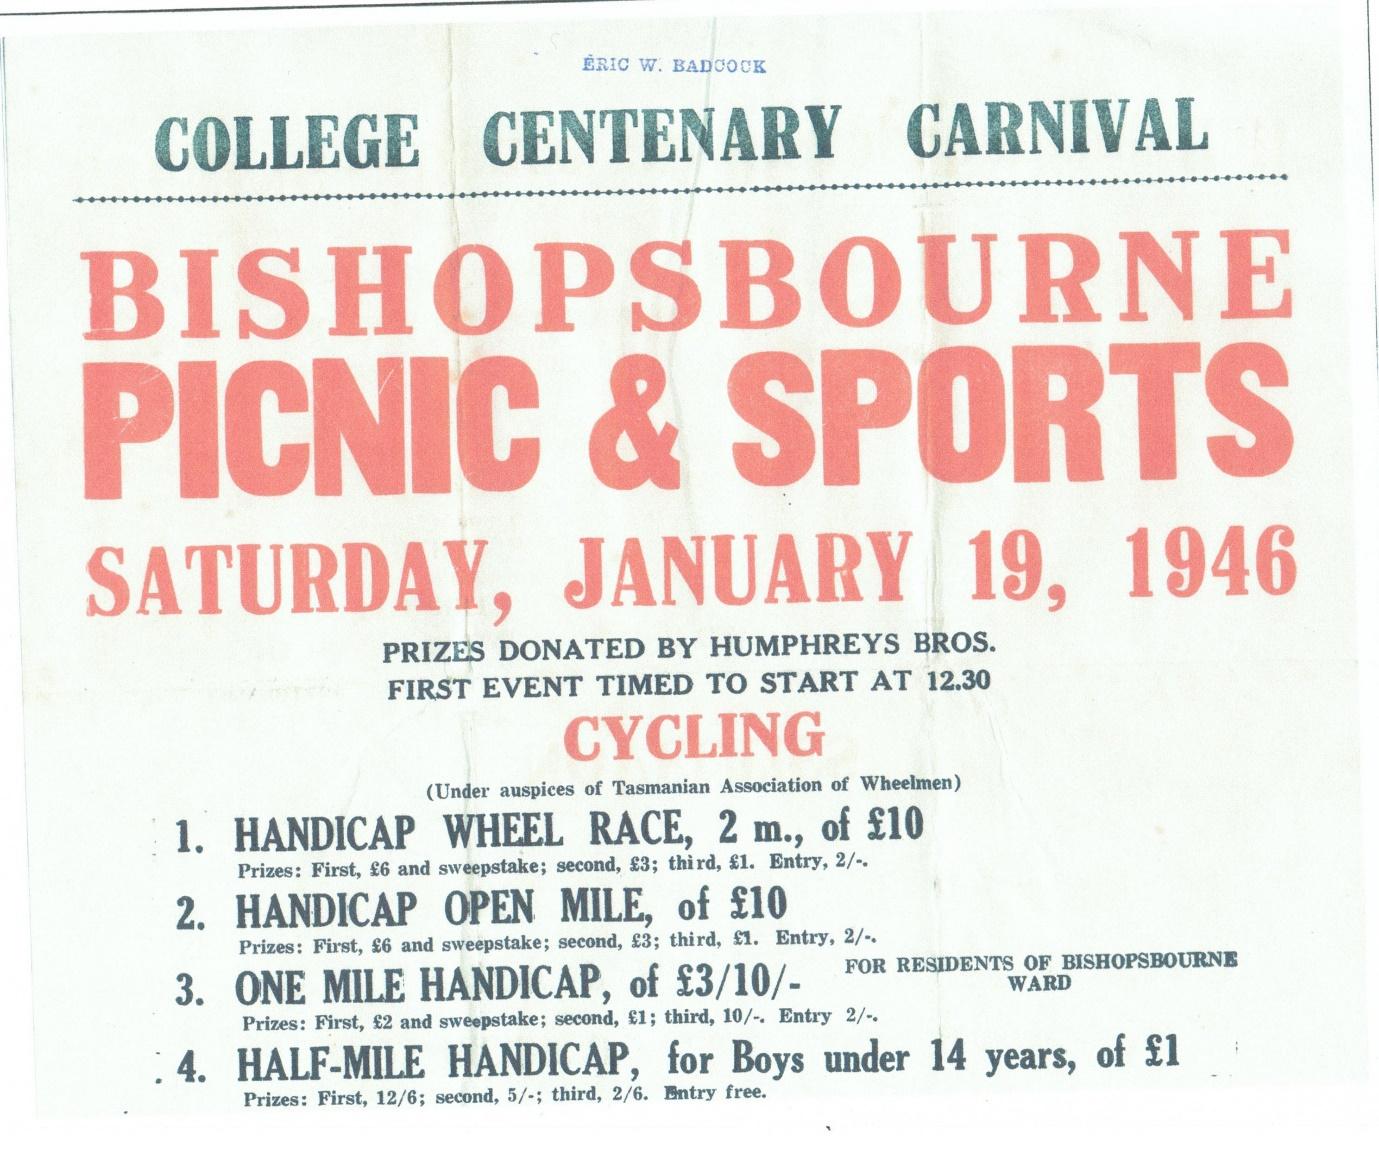 ERIC W. BADCOCK
COLLEGE CENTENARY CARNIVAL
BISHOPSBOURNE
PICNIC & SPORTS
SATURDAY, JANUARY 19, 1946
PRIZES DONATED BY HUMPHREYS BROS.
FIRST EVENT TIMED TO START AT 12.30
CYCLING
(Under auspices of Tasmanian Association of Wheelmen)
1. HANDICAP WHEEL RACE, 2 m., of £10
Prizes: First, £6 and sweepstake; second, £3; third, £1. Entry, 2/-.
2. HANDICAP OPEN MILE, of £10
Prizes: First, £6 and sweepstake; second, £3; third, £1. Entry, 2/-.
3. ONE MILE HANDICAP, of £3/10/- FOR RESIDENTS OF BISHOPSBOURNE
WARD
Prizes: First, £2 and sweepstake; second, £1; third, 10/-. Entry 2/-.
4. HALF-MILE HANDICAP, for Boys under 14 years, of £1
Prizes: First, 12/6; second, 5/-; third, 2/6. Entry free.